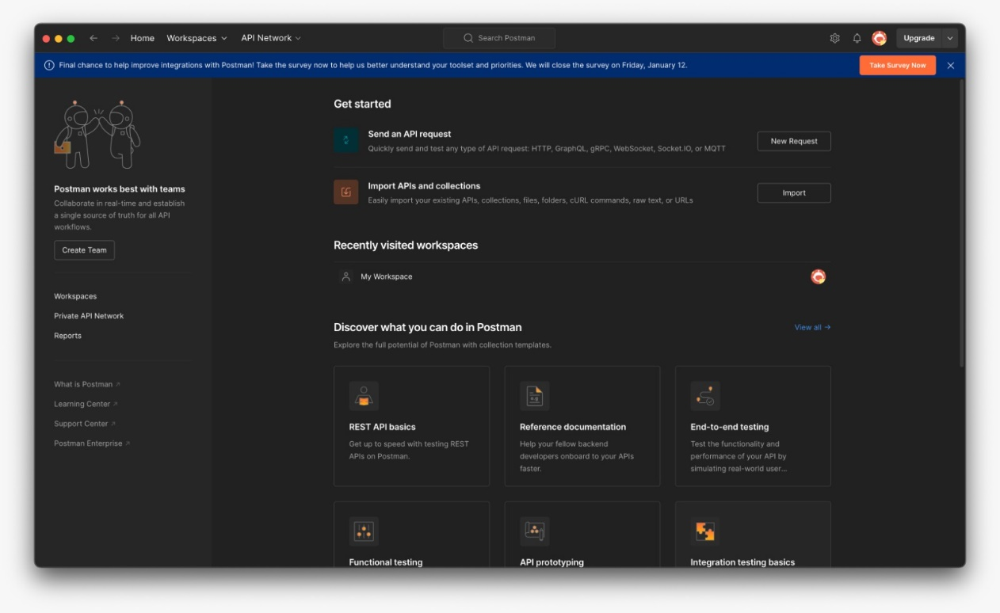 Home Workspaces API Network
Search Postman
Upgrade
Final chance to help improve integrations with Postman! Take the survey now to help us better understand your toolset and priorities. We will close the survey on Friday, January 12.
Take Survey Now
Postman works best with teams
Collaborate in real-time and establish
a single source of truth for all API
workflows.
Create Team
Workspaces
Private API Network
Reports
What is Postman
Learning Center
Support Center
Postman Enterprise
Get started
Send an API request
Quickly send and test any type of API request: HTTP, GraphQL, gRPC, WebSocket, Socket.IO, or MQTT
New Request
Import APIs and collections
Easily import your existing APIs, collections, files, folders, cURL commands, raw text, or URLs
Import
Recently visited workspaces
My Workspace
Discover what you can do in Postman
View all
Explore the full potential of Postman with collection templates.
REST API basics
Get up to speed with testing REST
APIs on Postman.
Reference documentation
Help your fellow backend
developers onboard to your APIs
faster.
End-to-end testing
Test the functionality and
performance of your API by
simulating real-world user...
Functional testing
API prototyping
Integration testing basics